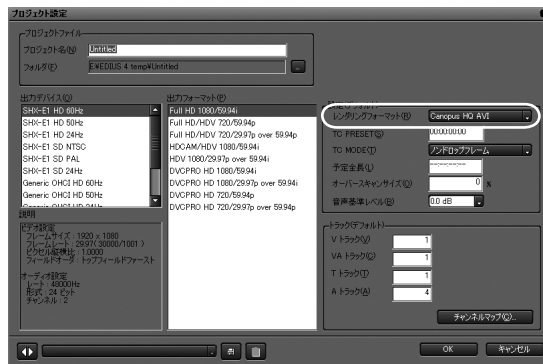 プロジェクト設定
プロジェクトファイル
プロジェクト名(N) Untitled
フォルダ(F) E:¥EDIUS 4 temp¥Untitled ...
出力デバイス(O)
SHX-E1 HD 60Hz
SHX-E1 HD 50Hz
SHX-E1 HD 24Hz
SHX-E1 SD NTSC
SHX-E1 SD PAL
SHX-E1 SD 24Hz
Generic OHCI HD 60Hz
Generic OHCI HD 50Hz
Generic OHCI HD 24Hz
出力フォーマット(P)
Full HD 1080/59.94i
Full HD/HDV 720/59.94p
Full HD/HDV 720/29.97p over 59.94p
HDCAM/HDV 1080/59.94i
HDV 1080/29.97p over 59.94i
DVCPRO HD 1080/59.94i
DVCPRO HD 1080/29.97p over 59.94i
DVCPRO HD 720/59.94p
DVCPRO HD 720/29.97p over 59.94p
設定(デフォルト)
レンダリングフォーマット(R) Canopus HQ AVI
TC PRESET(S) 00:00:00:00
TC MODE(T) ノンドロップフレーム
予定全長(L) --:--:--:--
オーバースキャンサイズ(O) 0 %
音声基準レベル(B) 0.0 dB
説明
ビデオ設定
フレームサイズ : 1920 x 1080
フレームレート : 29.97( 30000/1001 )
ピクセル縦横比 : 1.0000
フィールドオーダ : トップフィールドファースト
オーディオ設定
レート : 48000Hz
形式 : 24 ビット
チャンネル : 2
トラック(デフォルト)
V トラック(V) 1
VA トラック(C) 1
T トラック(T) 1
A トラック(A) 4
チャンネルマップ(C)...
OK
キャンセル